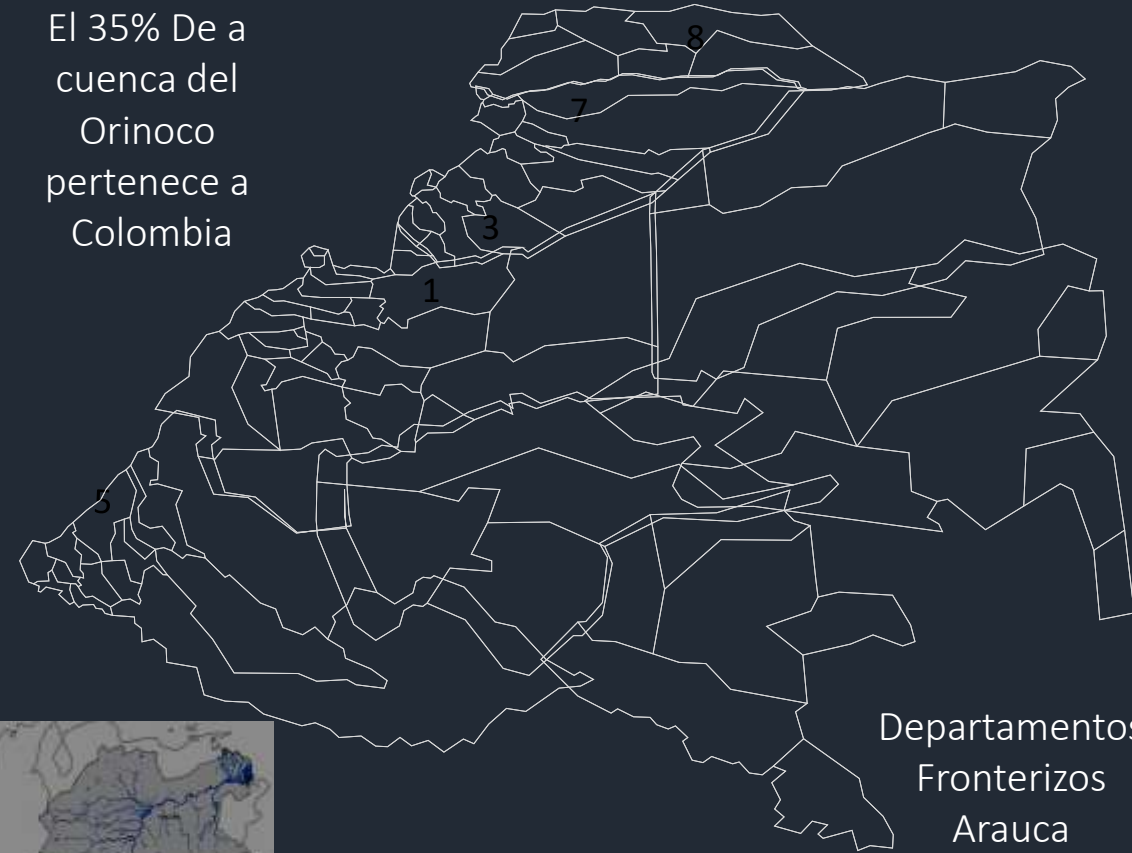 El 35% De a
cuenca del
Orinoco
pertenece a
Colombia
8
7
3
1
5
Departamentos
Fronterizos
Arauca